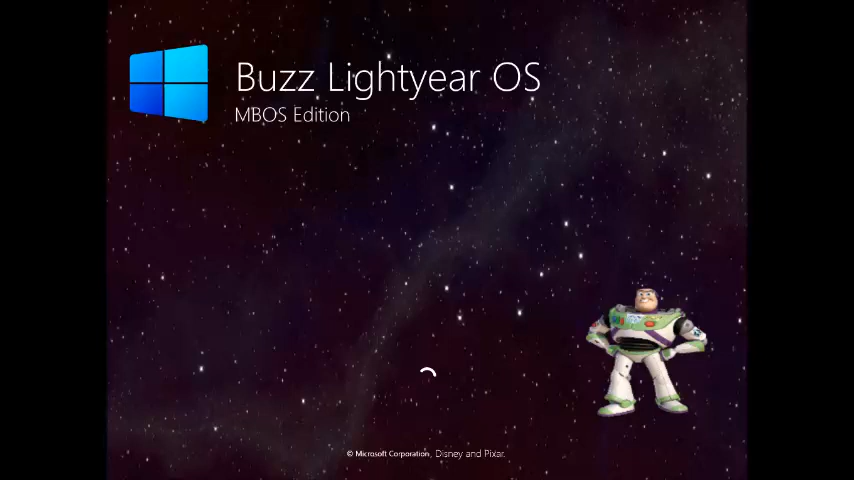 Buzz Lightyear OS
MBOS Edition
© Microsoft Corporation, Disney and Pixar.